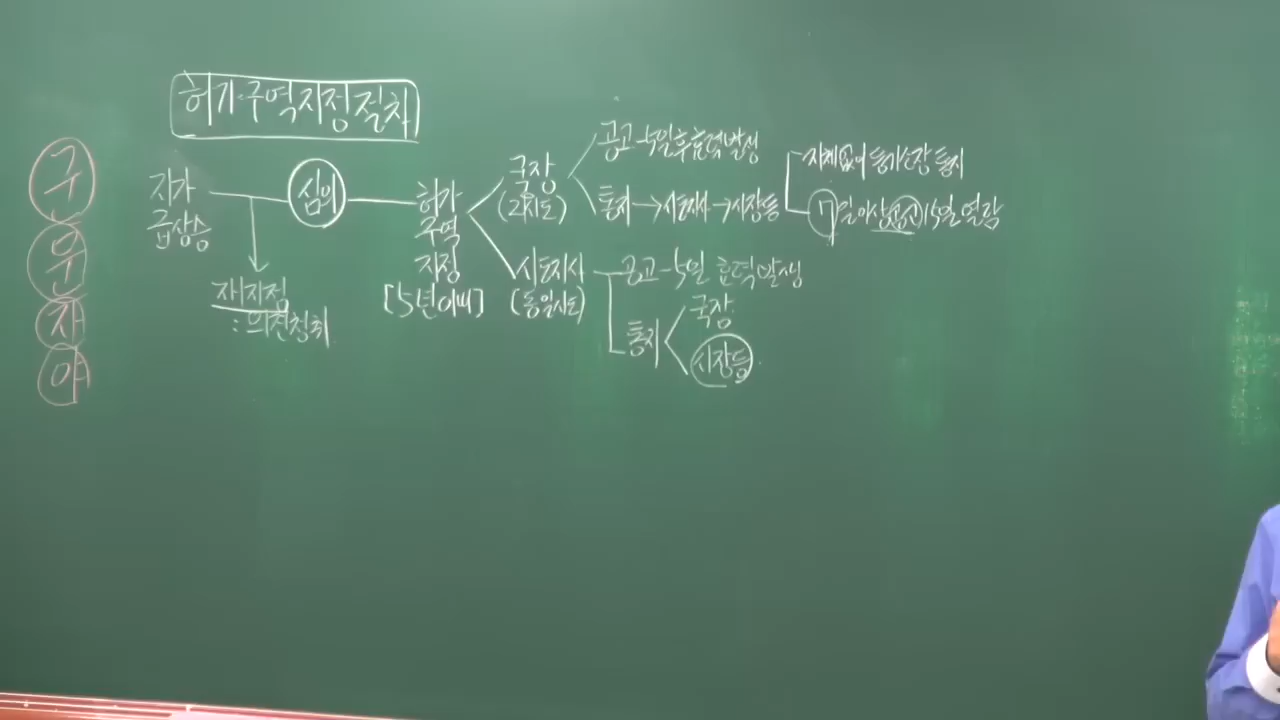 허가구역지정절차
구
우
자
야
지가
급상승
심의
재지정
: 의견청취
허가
구역
지정
[5년이내]
국장
(2시도)
공고 5일후 효력발생
통지 → 시도지사 → 시장등
지체없이 등기소장 통지
7일이상 공고 15일 열람
시도지사
(동일시도)
공고 - 5일 효력발생
통지
국장
시장등